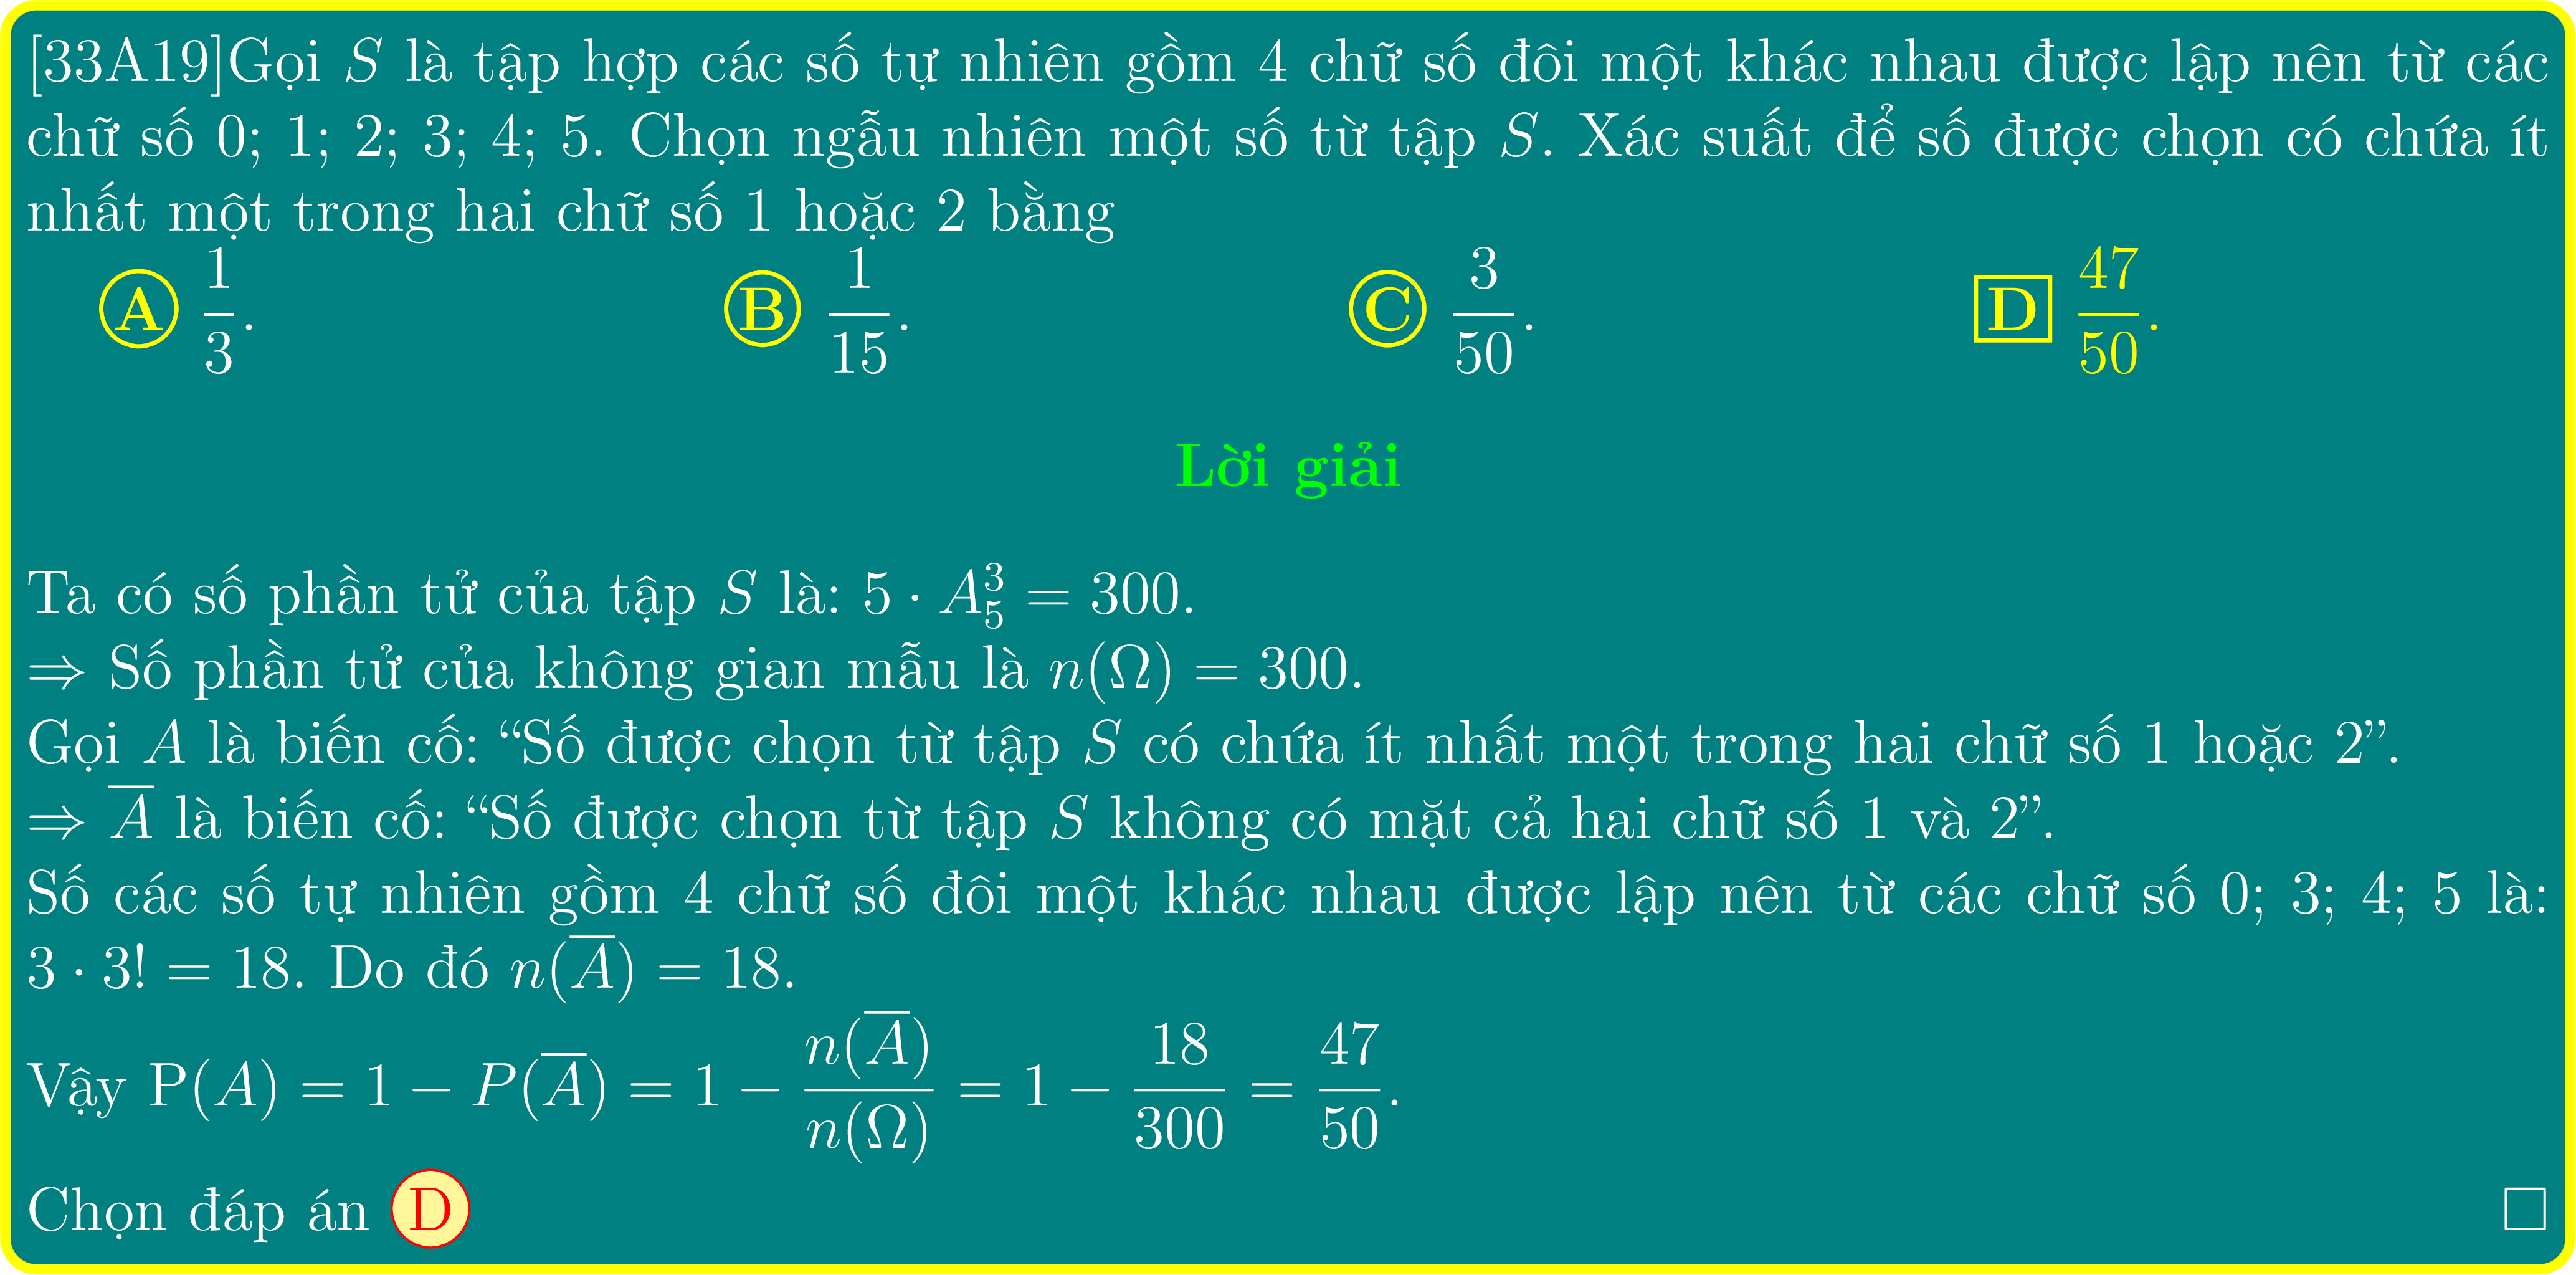 [33A19]Gọi S là tập hợp các số tự nhiên gồm 4 chữ số đôi một khác nhau được lập nên từ các
chữ số 0; 1; 2; 3; 4; 5. Chọn ngẫu nhiên một số từ tập S. Xác suất để số được chọn có chứa ít
nhất một trong hai chữ số 1 hoặc 2 bằng
A $\frac{1}{3}$. B $\frac{1}{15}$. C $\frac{3}{50}$. D $\frac{47}{50}$.
Lời giải
Ta có số phần tử của tập S là: $5 \cdot A_5^3 = 300$.
⇒ Số phần tử của không gian mẫu là $n(\Omega) = 300$.
Gọi A là biến cố: “Số được chọn từ tập S có chứa ít nhất một trong hai chữ số 1 hoặc 2”.
⇒ $\overline{A}$ là biến cố: “Số được chọn từ tập S không có mặt cả hai chữ số 1 và 2”.
Số các số tự nhiên gồm 4 chữ số đôi một khác nhau được lập nên từ các chữ số 0; 3; 4; 5 là:
$3 \cdot 3! = 18$. Do đó $n(\overline{A}) = 18$.
Vậy $\mathrm{P}(A) = 1 - P(\overline{A}) = 1 - \frac{n(\overline{A})}{n(\Omega)} = 1 - \frac{18}{300} = \frac{47}{50}$.
Chọn đáp án D □